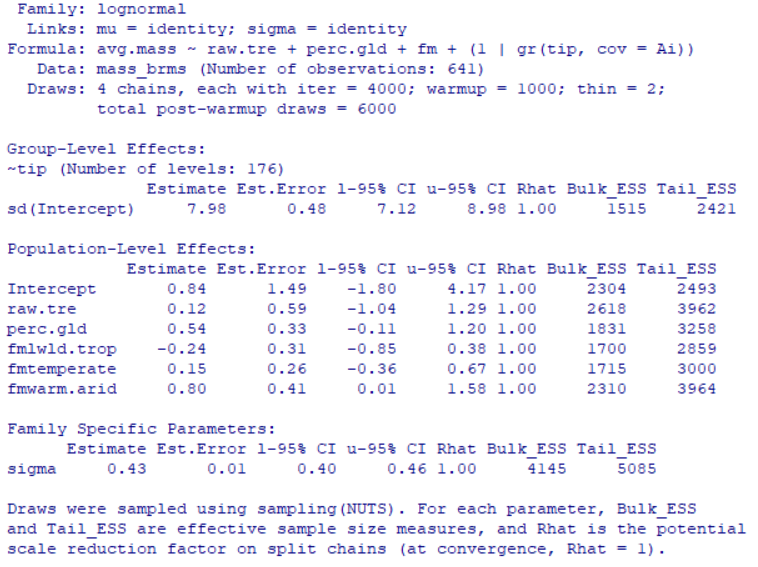 Family: lognormal
Links: mu = identity; sigma = identity
Formula: avg.mass ~ raw.tre + perc.gld + fm + (1 | gr(tip, cov = Ai))
Data: mass_brms (Number of observations: 641)
Draws: 4 chains, each with iter = 4000; warmup = 1000; thin = 2;
total post-warmup draws = 6000
Group-Level Effects:
~tip (Number of levels: 176)
Estimate Est.Error l-95% CI u-95% CI Rhat Bulk_ESS Tail_ESS
sd(Intercept) 7.98 0.48 7.12 8.98 1.00 1515 2421
Population-Level Effects:
Estimate Est.Error l-95% CI u-95% CI Rhat Bulk_ESS Tail_ESS
Intercept 0.84 1.49 -1.80 4.17 1.00 2304 2493
raw.tre 0.12 0.59 -1.04 1.29 1.00 2618 3962
perc.gld 0.54 0.33 -0.11 1.20 1.00 1831 3258
fmlwld.trop -0.24 0.31 -0.85 0.38 1.00 1700 2859
fmtemperate 0.15 0.26 -0.36 0.67 1.00 1715 3000
fmwarm.arid 0.80 0.41 0.01 1.58 1.00 2310 3964
Family Specific Parameters:
Estimate Est.Error l-95% CI u-95% CI Rhat Bulk_ESS Tail_ESS
sigma 0.43 0.01 0.40 0.46 1.00 4145 5085
Draws were sampled using sampling(NUTS). For each parameter, Bulk_ESS
and Tail_ESS are effective sample size measures, and Rhat is the potential
scale reduction factor on split chains (at convergence, Rhat = 1).